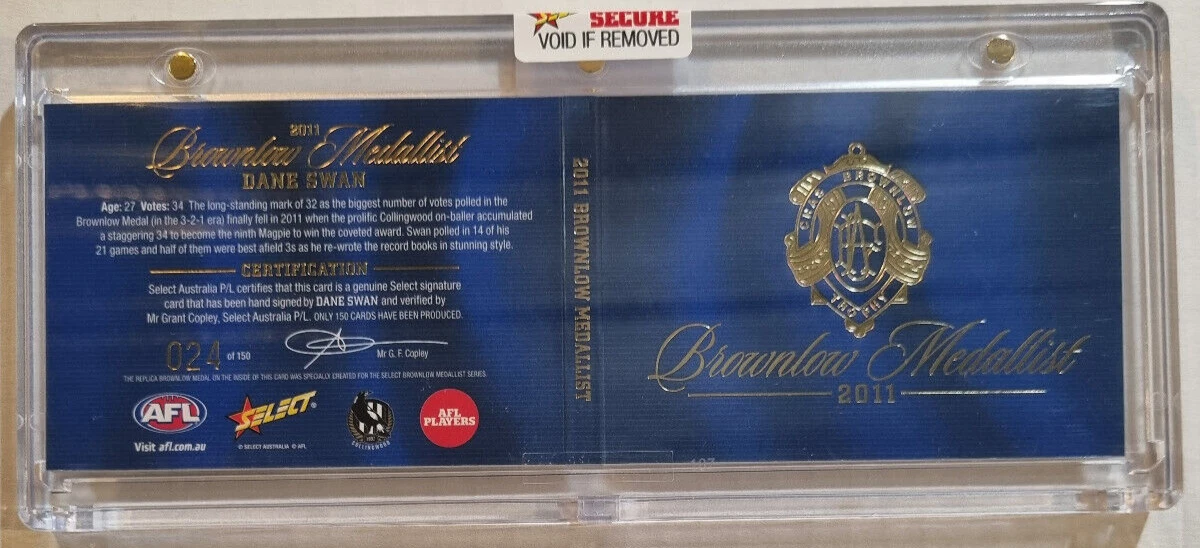 SECURE
VOID IF REMOVED
2011
Brownlow Medallist
DANE SWAN
Age: 27 Votes: 34 The long-standing mark of 32 as the biggest number of votes polled in the
Brownlow Medal (in the 3-2-1 era) finally fell in 2011 when the prolific Collingwood on-baller accumulated
a staggering 34 to become the ninth Magpie to win the coveted award. Swan polled in 14 of his
21 games and half of them were best afield 3s as he re-wrote the record books in stunning style.
CERTIFICATION
Select Australia P/L certifies that this card is a genuine Select signature
card that has been hand signed by DANE SWAN and verified by
Mr Grant Copley, Select Australia P/L. ONLY 150 CARDS HAVE BEEN PRODUCED.
024 of 150
Mr G. F. Copley
THE REPLICA BROWNLOW MEDAL ON THE INSIDE OF THIS CARD WAS SPECIALLY CREATED FOR THE SELECT BROWNLOW MEDALLIST SERIES.
AFL
Visit afl.com.au
SELECT
© SELECT AUSTRALIA © AFL
COLLINGWOOD
AFL
PLAYERS
2011 BROWNLOW MEDALLIST
CHAS BROWNLOW
TROPHY
Brownlow Medallist
2011